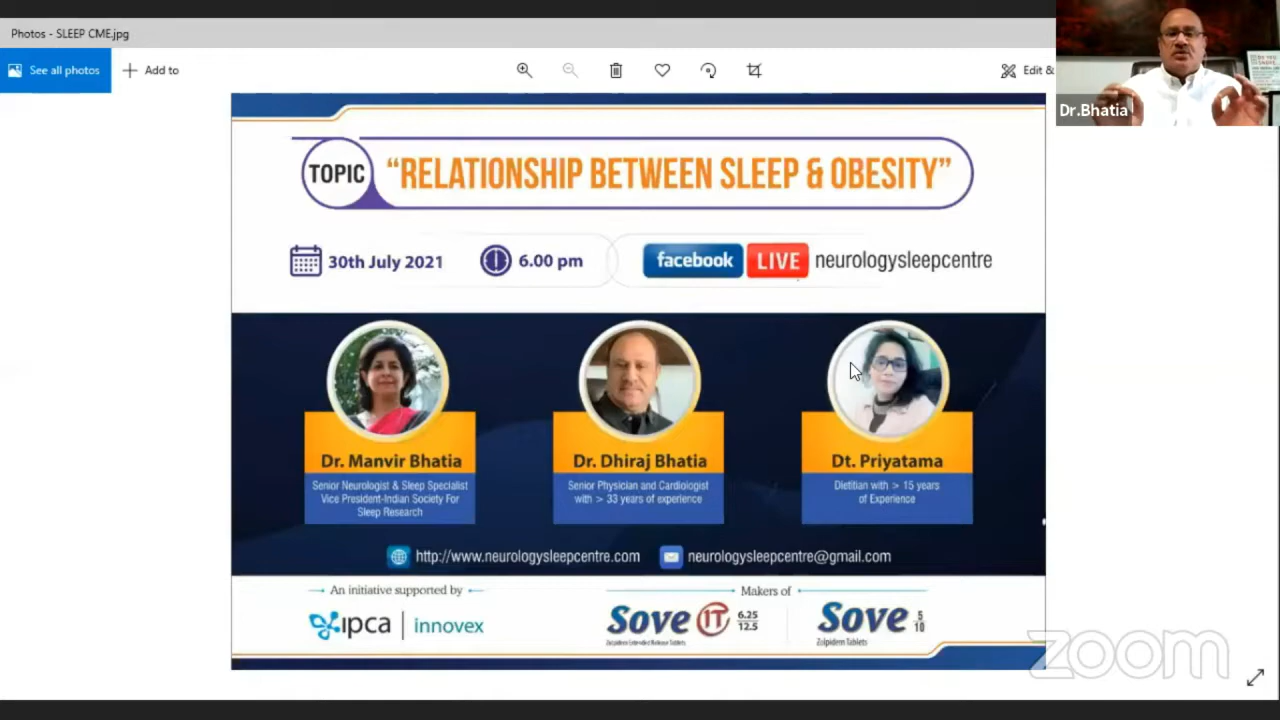 Photos - SLEEP CME.jpg
See all photos
Add to
Edit &
Dr.Bhatia
TOPIC
“RELATIONSHIP BETWEEN SLEEP & OBESITY”
30th July 2021
6.00 pm
facebook LIVE neurologysleepcentre
Dr. Manvir Bhatia
Senior Neurologist & Sleep Specialist
Vice President-Indian Society For
Sleep Research
Dr. Dhiraj Bhatia
Senior Physician and Cardiologist
with > 33 years of experience
Dt. Priyatama
Dietitian with > 15 years
of Experience
http://www.neurologysleepcentre.com
neurologysleepcentre@gmail.com
An initiative supported by
ipca | innovex
Makers of
Sove IT 6.25 12.5
Zolpidem Extended Release Tablets
Sove 5 10
Zolpidem Tablets
zoom